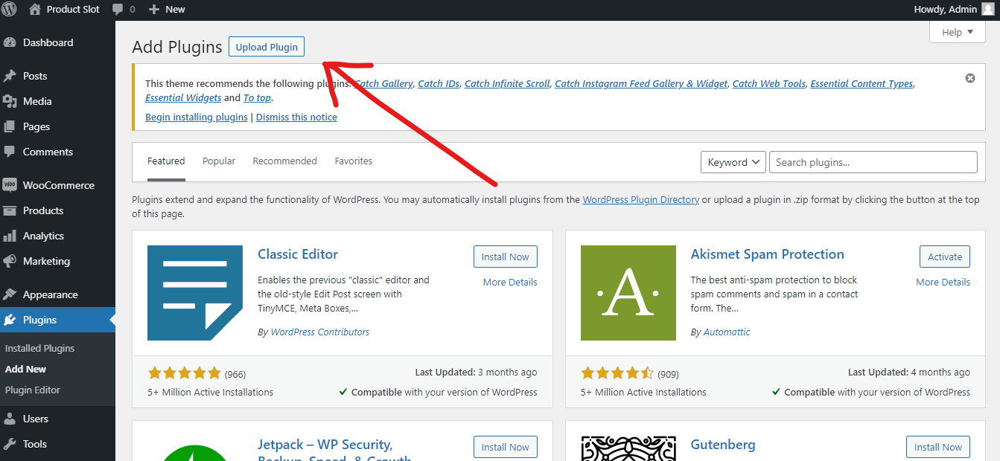 Product Slot 0 New Howdy, Admin
Help
Dashboard
Posts
Media
Pages
Comments
WOO WooCommerce
Products
Analytics
Marketing
Appearance
Plugins
Installed Plugins
Add New
Plugin Editor
Users
Tools
Add Plugins Upload Plugin
This theme recommends the following plugins: Catch Gallery, Catch IDs, Catch Infinite Scroll, Catch Instagram Feed Gallery & Widget, Catch Web Tools, Essential Content Types,
Essential Widgets and To top.
Begin installing plugins | Dismiss this notice
Featured Popular Recommended Favorites Keyword Search plugins...
Plugins extend and expand the functionality of WordPress. You may automatically install plugins from the WordPress Plugin Directory or upload a plugin in .zip format by clicking the button at the top
of this page.
Classic Editor
Install Now
More Details
Enables the previous "classic" editor and
the old-style Edit Post screen with
TinyMCE, Meta Boxes,...
By WordPress Contributors
(966) Last Updated: 3 months ago
5+ Million Active Installations Compatible with your version of WordPress
·A·
Akismet Spam Protection
Activate
More Details
The best anti-spam protection to block
spam comments and spam in a contact
form. The...
By Automattic
(909) Last Updated: 4 months ago
5+ Million Active Installations Compatible with your version of WordPress
Jetpack – WP Security,
Backup, Speed, & Growth
Install Now
Gutenberg
Install Now